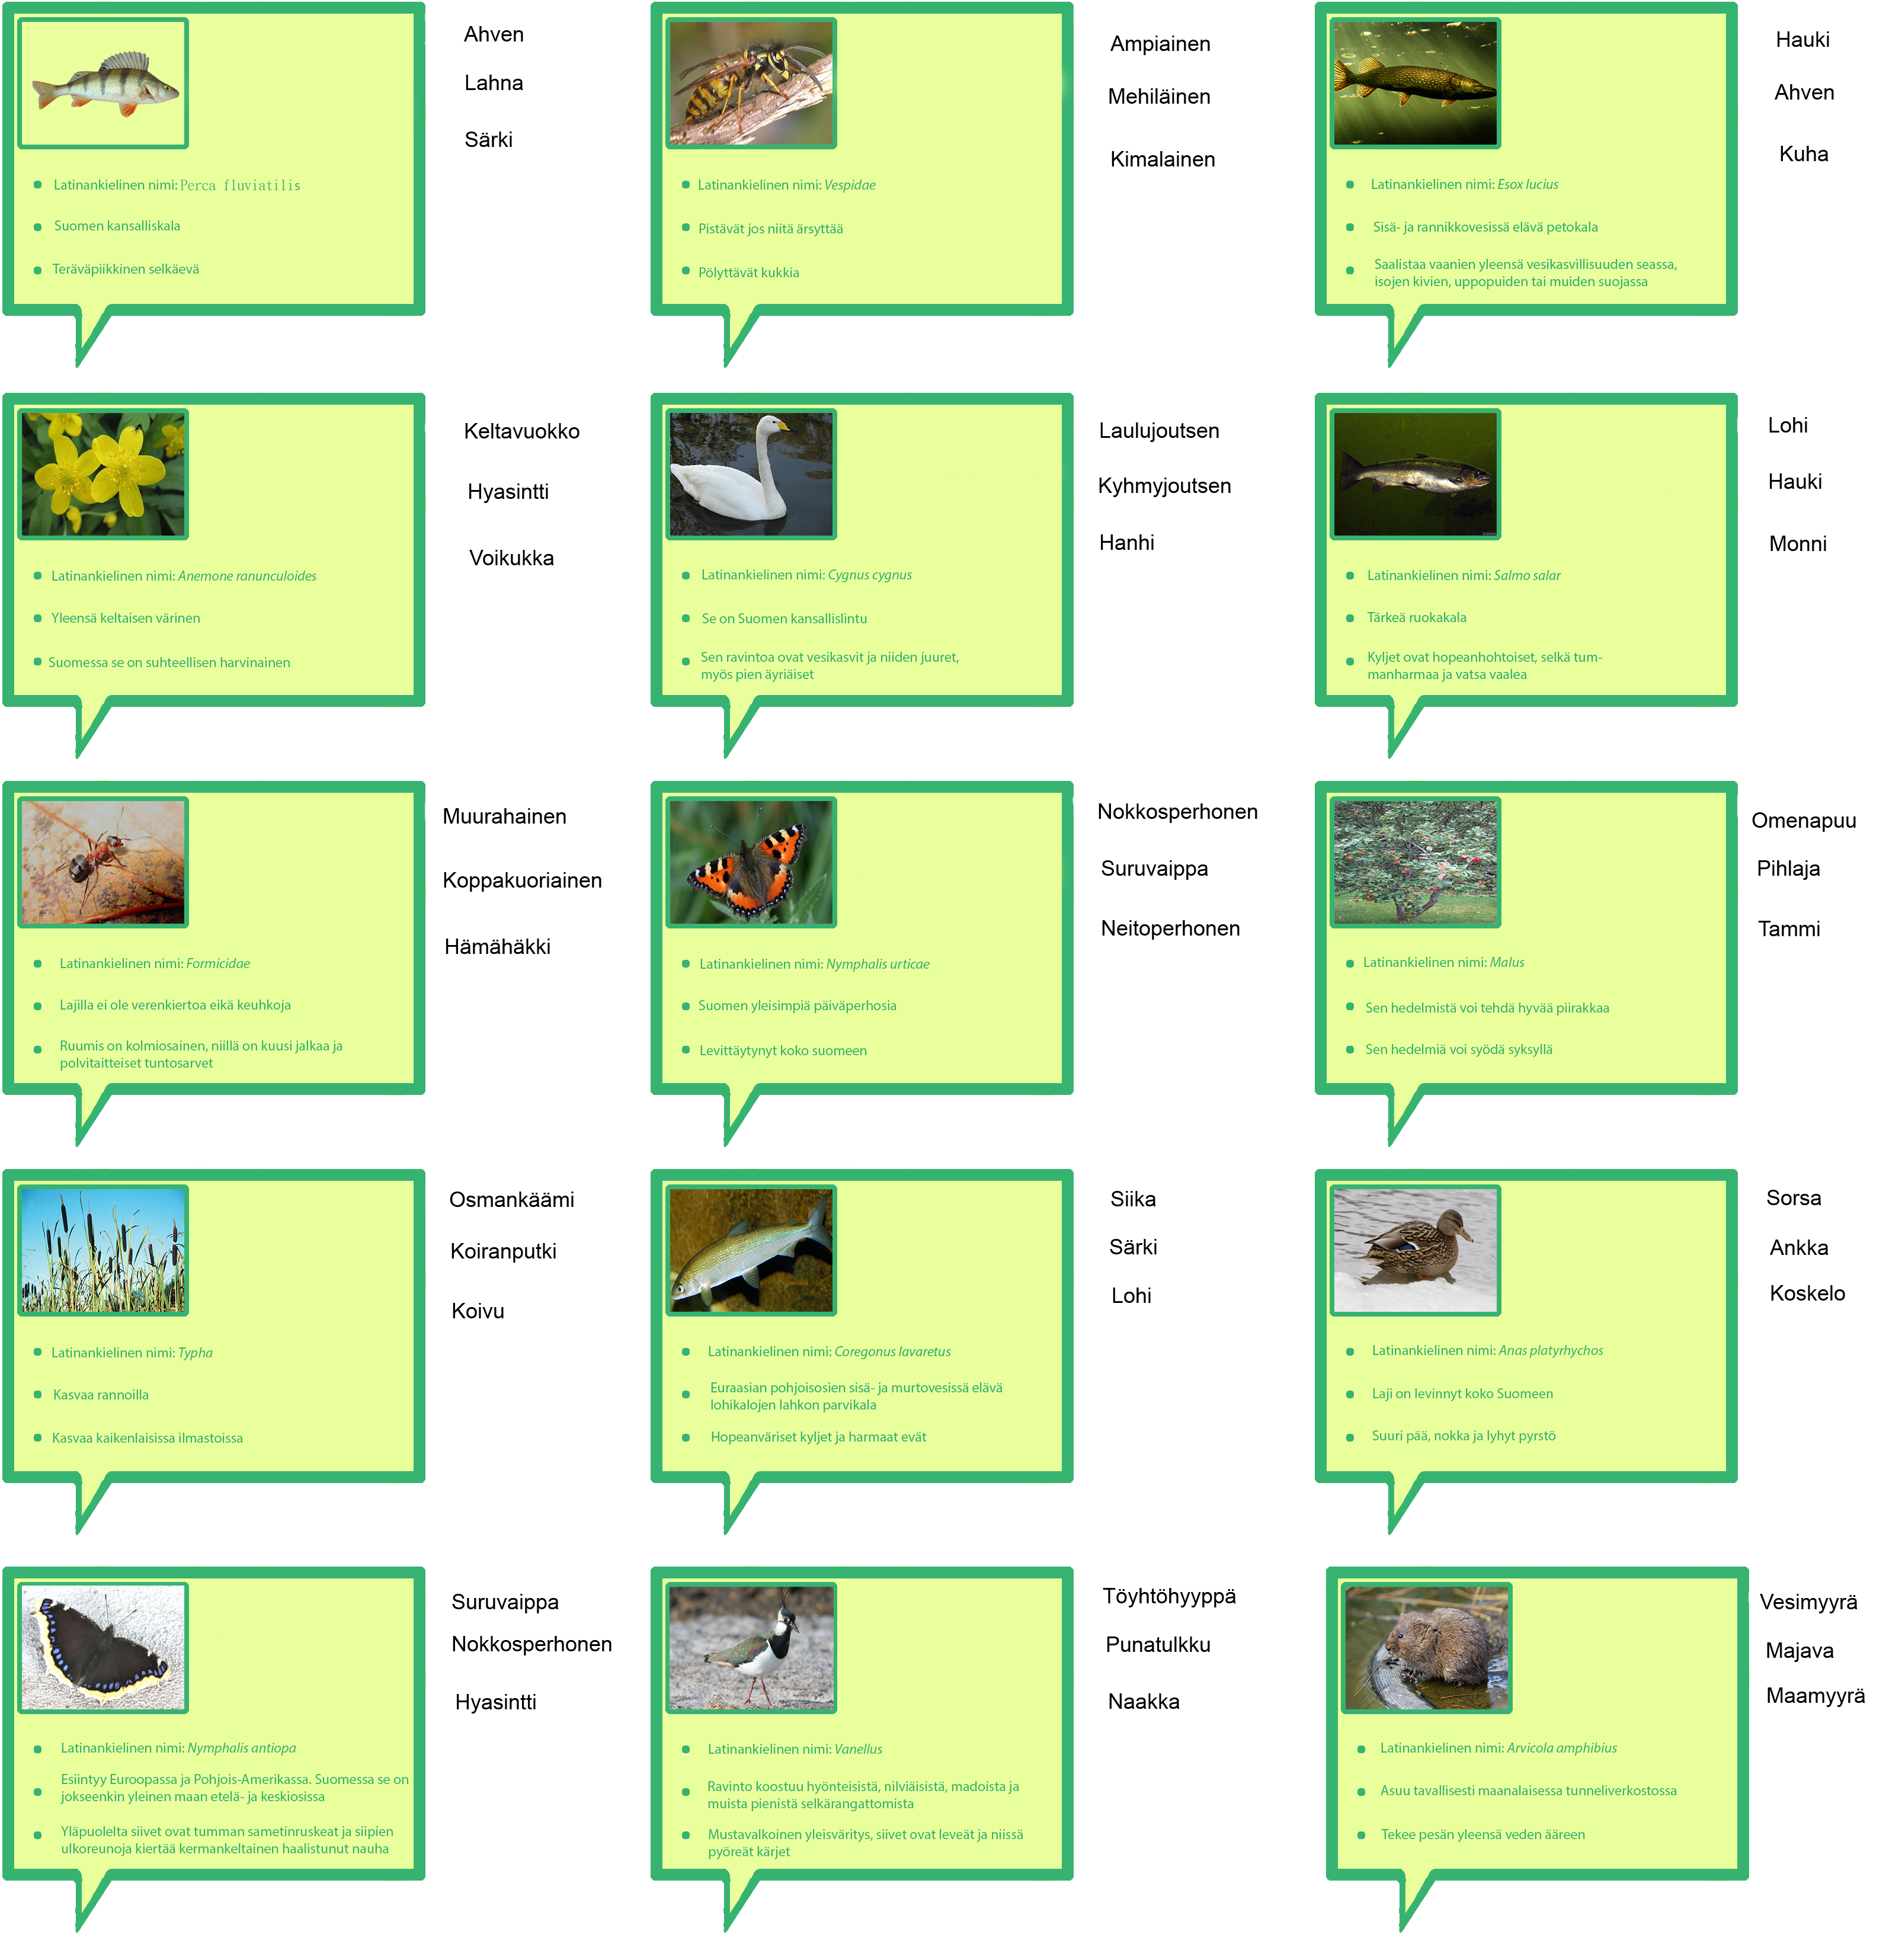 Ahven
Lahna
Särki
Latinankielinen nimi: Perca fluviatilis
Suomen kansalliskala
Teräväpiikkinen selkäevä
Ampiainen
Mehiläinen
Kimalainen
Latinankielinen nimi: Vespidae
Pistävät jos niitä ärsyttää
Pölyttävät kukkia
Hauki
Ahven
Kuha
Latinankielinen nimi: Esox lucius
Sisä- ja rannikkovesissä elävä petokala
Saalistaa vaanien yleensä vesikasvillisuuden seassa,
isojen kivien, uppopuiden tai muiden suojassa
Keltavuokko
Hyasintti
Voikukka
Latinankielinen nimi: Anemone ranunculoides
Yleensä keltaisen värinen
Suomessa se on suhteellisen harvinainen
Laulujoutsen
Kyhmyjoutsen
Hanhi
Latinankielinen nimi: Cygnus cygnus
Se on Suomen kansallislintu
Sen ravintoa ovat vesikasvit ja niiden juuret,
myös pien äyriäiset
Lohi
Hauki
Monni
Latinankielinen nimi: Salmo salar
Tärkeä ruokakala
Kyljet ovat hopeanhohtoiset, selkä tum-
manharmaa ja vatsa vaalea
Muurahainen
Koppakuoriainen
Hämähäkki
Latinankielinen nimi: Formicidae
Lajilla ei ole verenkiertoa eikä keuhkoja
Ruumis on kolmiosainen, niillä on kuusi jalkaa ja
polvitaitteiset tuntosarvet
Nokkosperhonen
Suruvaippa
Neitoperhonen
Latinankielinen nimi: Nymphalis urticae
Suomen yleisimpiä päiväperhosia
Levittäytynyt koko suomeen
Omenapuu
Pihlaja
Tammi
Latinankielinen nimi: Malus
Sen hedelmistä voi tehdä hyvää piirakkaa
Sen hedelmiä voi syödä syksyllä
Osmankäämi
Koiranputki
Koivu
Latinankielinen nimi: Typha
Kasvaa rannoilla
Kasvaa kaikenlaisissa ilmastoissa
Siika
Särki
Lohi
Latinankielinen nimi: Coregonus lavaretus
Euraasian pohjoisosien sisä- ja murtovesissä elävä
lohikalojen lahkon parvikala
Hopeanväriset kyljet ja harmaat evät
Sorsa
Ankka
Koskelo
Latinankielinen nimi: Anas platyrhychos
Laji on levinnyt koko Suomeen
Suuri pää, nokka ja lyhyt pyrstö
Suruvaippa
Nokkosperhonen
Hyasintti
Latinankielinen nimi: Nymphalis antiopa
Esiintyy Euroopassa ja Pohjois-Amerikassa. Suomessa se on
jokseenkin yleinen maan etelä- ja keskiosissa
Yläpuolelta siivet ovat tumman sametinruskeat ja siipien
ulkoreunoja kiertää kermankeltainen haalistunut nauha
Töyhtöhyyppä
Punatulkku
Naakka
Latinankielinen nimi: Vanellus
Ravinto koostuu hyönteisistä, nilviäisistä, madoista ja
muista pienistä selkärangattomista
Mustavalkoinen yleisväritys, siivet ovat leveät ja niissä
pyöreät kärjet
Vesimyyrä
Majava
Maamyyrä
Latinankielinen nimi: Arvicola amphibius
Asuu tavallisesti maanalaisessa tunneliverkostossa
Tekee pesän yleensä veden ääreen